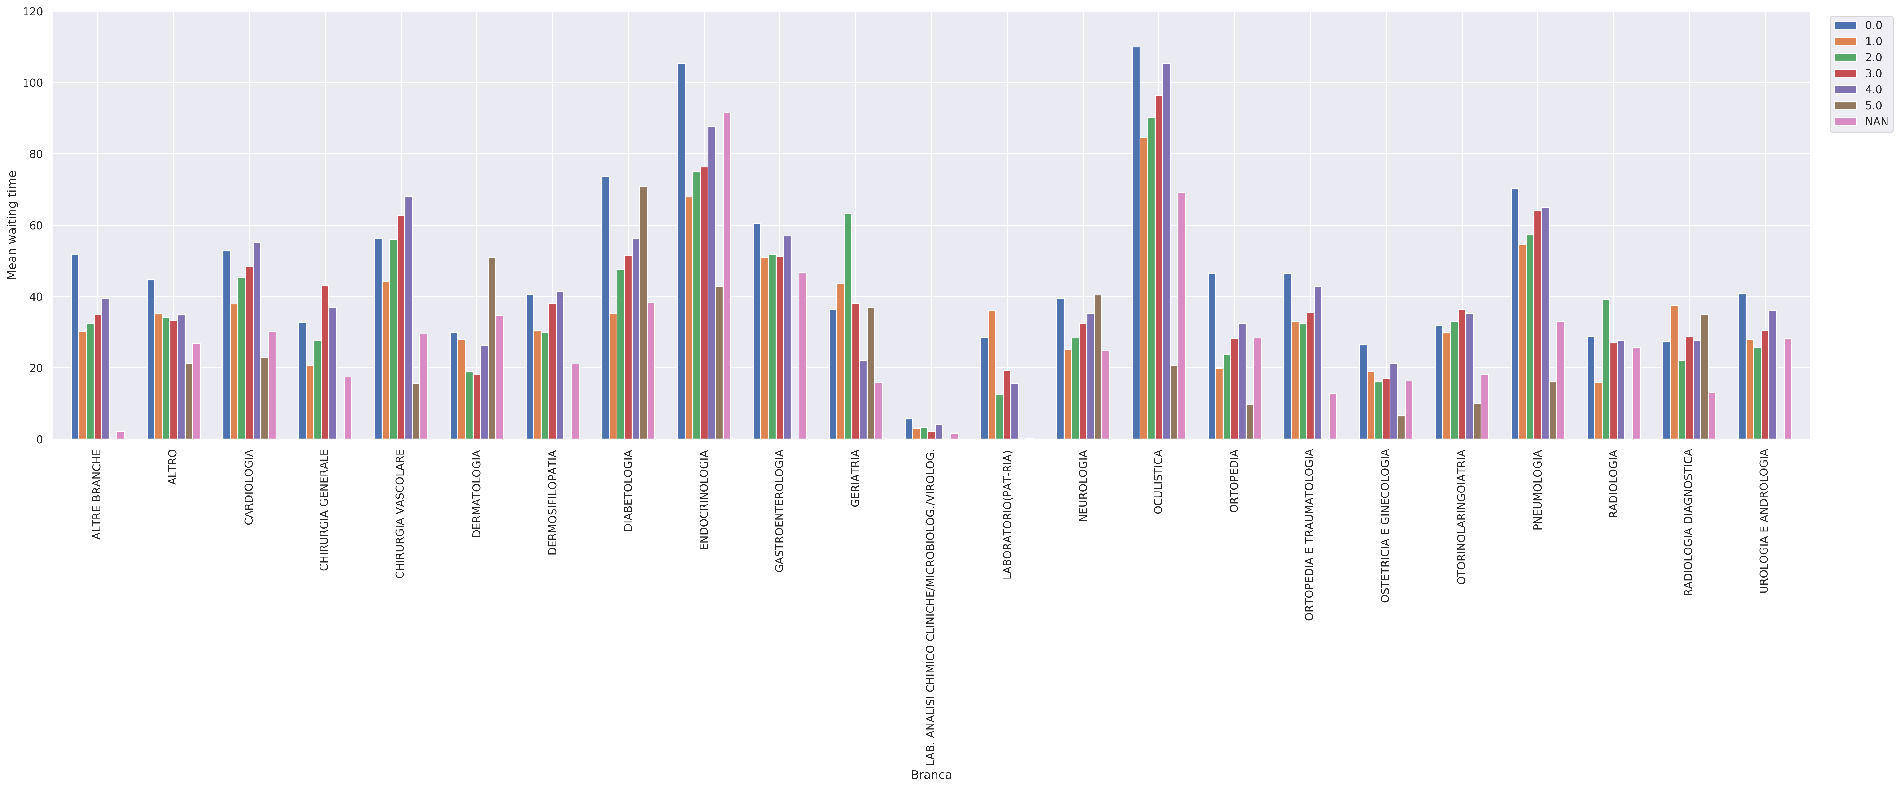 120
100
80
60
40
20
0
Mean waiting time
0.0
1.0
2.0
3.0
4.0
5.0
NAN
ALTRE BRANCHE
ALTRO
CARDIOLOGIA
CHIRURGIA GENERALE
CHIRURGIA VASCOLARE
DERMATOLOGIA
DERMOSIFILOPATIA
DIABETOLOGIA
ENDOCRINOLOGIA
GASTROENTEROLOGIA
GERIATRIA
LAB. ANALISI CHIMICO CLINICHE/MICROBIOLOG./VIROLOG.
LABORATORIO(PAT-RIA)
NEUROLOGIA
OCULISTICA
ORTOPEDIA
ORTOPEDIA E TRAUMATOLOGIA
OSTETRICIA E GINECOLOGIA
OTORINOLARINGOIATRIA
PNEUMOLOGIA
RADIOLOGIA
RADIOLOGIA DIAGNOSTICA
UROLOGIA E ANDROLOGIA
Branca